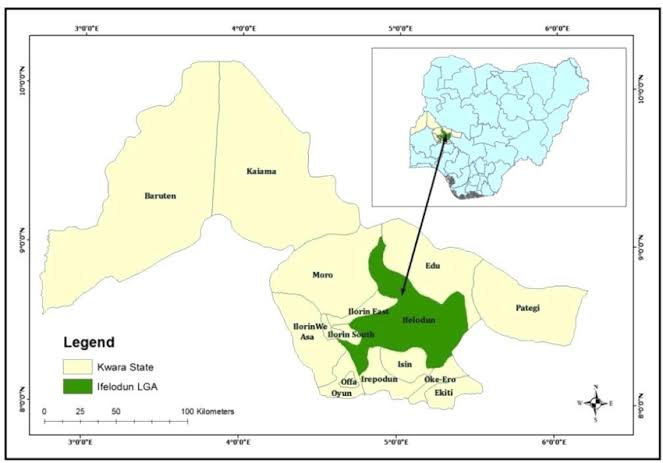 3°0'0"E 4°0'0"E 5°0'0"E 6°0'0"E
10°0'0"N
10°0'0"N
Kaiama
Baruten
9°0'0"N
9°0'0"N
Edu
Moro
Pategi
Ilorin East
Ifelodun
IlorinWe
Asa
Ilorin South
Legend
Kwara State
Ifelodun LGA
Isin
Offa
Irepodun
Oke-Ero
Oyun
Ekiti
8°0'0"N
8°0'0"N
0 25 50 100 Kilometers
N
W E
S
3°0'0"E 4°0'0"E 5°0'0"E 6°0'0"E